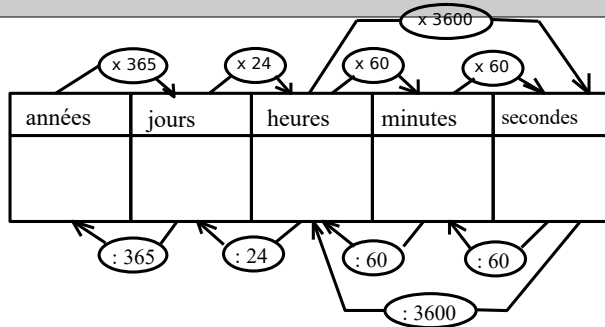 x 3600
x 365 x 24 x 60 x 60
années jours heures minutes secondes
: 365 : 24 : 60 : 60
: 3600